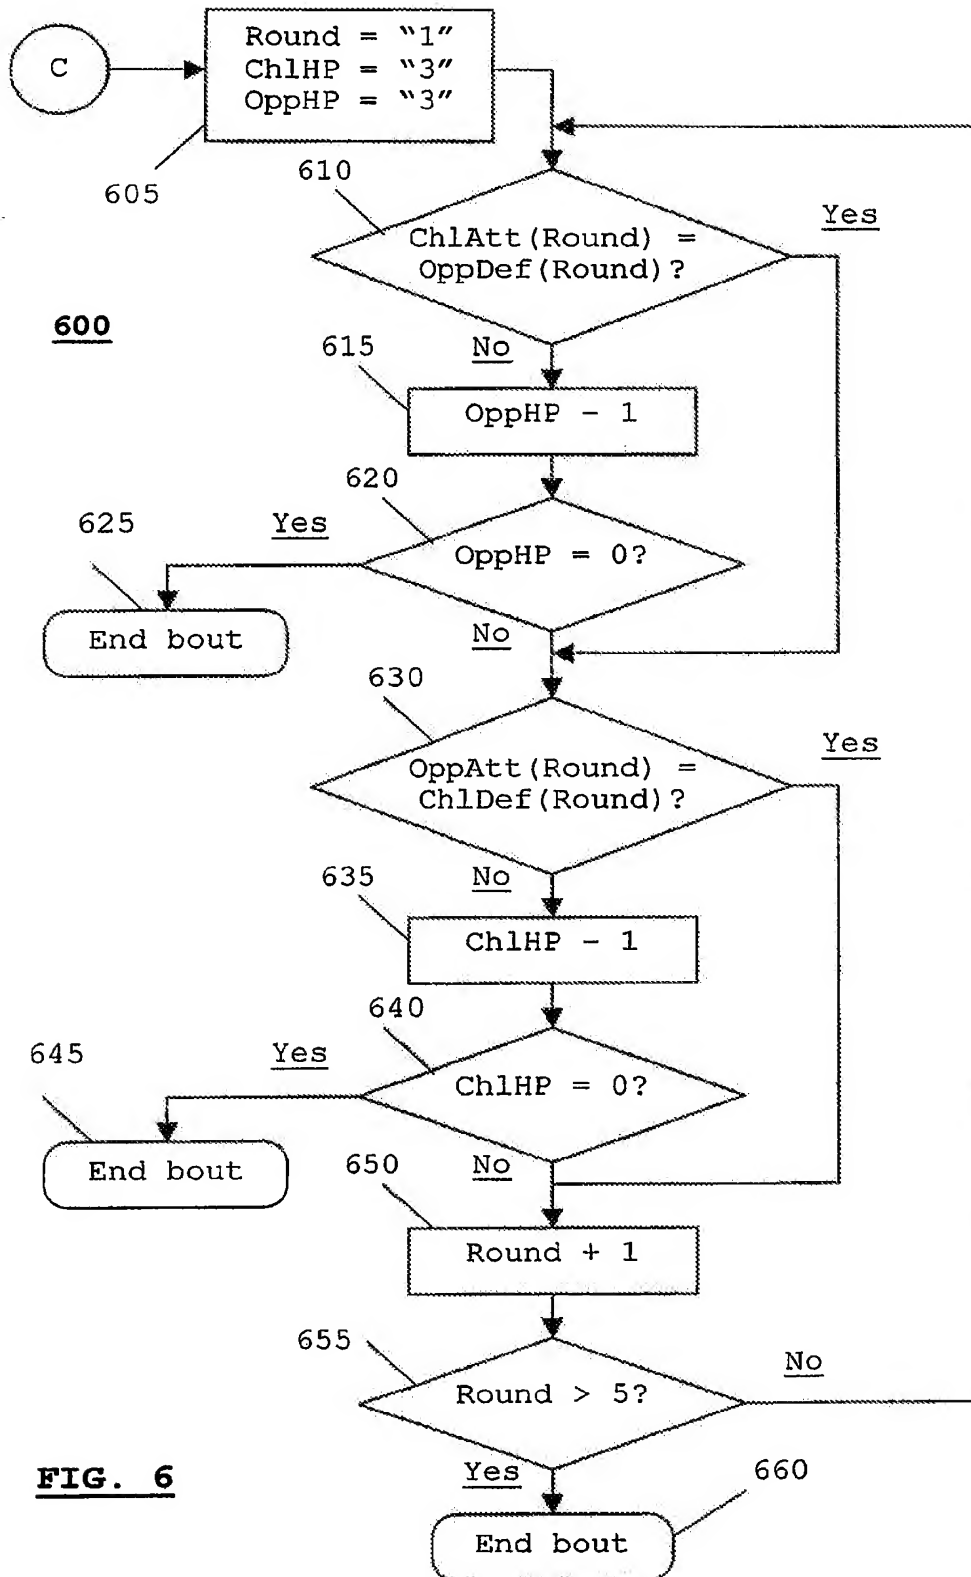 C
Round = “1”
ChlHP = “3”
OppHP = “3”
605
610
ChlAtt(Round) =
OppDef(Round)?
Yes
600
No
615
OppHP - 1
620
OppHP = 0?
Yes
625
End bout
No
630
OppAtt(Round) =
ChlDef(Round)?
Yes
No
635
ChlHP - 1
640
ChlHP = 0?
Yes
645
End bout
No
650
Round + 1
655
Round > 5?
No
Yes
660
End bout
FIG. 6